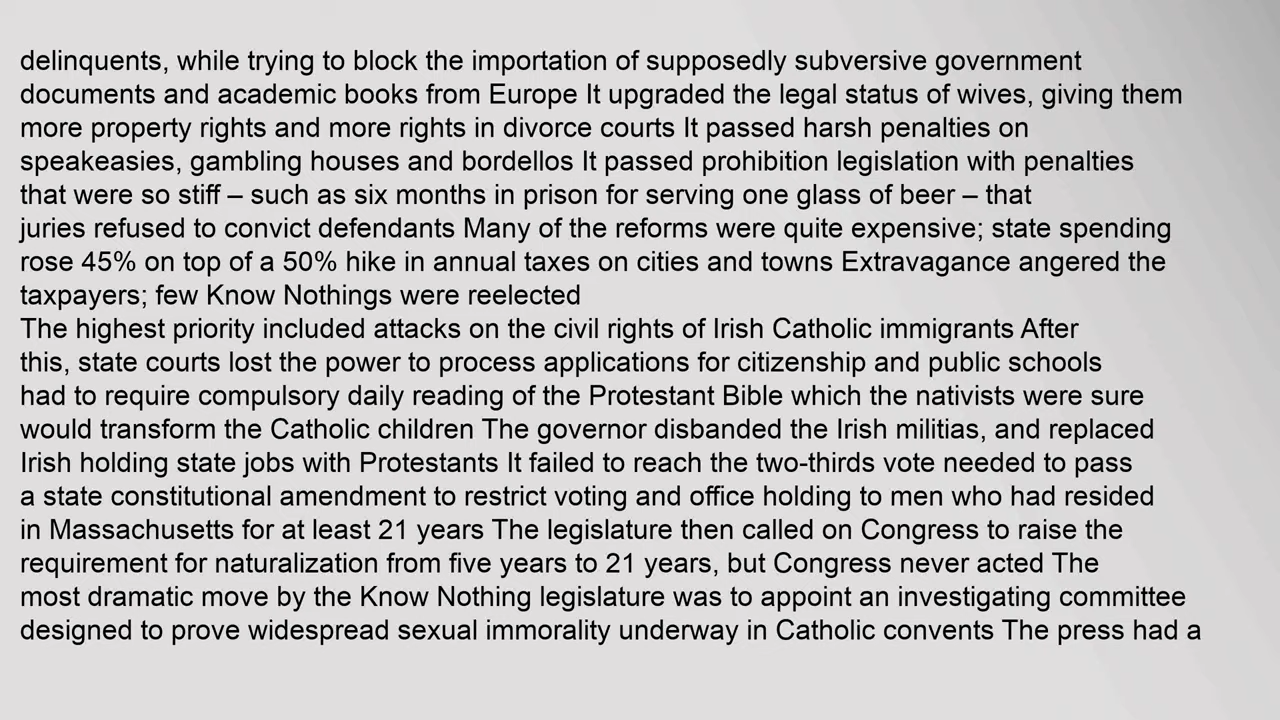 delinquents, while trying to block the importation of supposedly subversive government
documents and academic books from Europe It upgraded the legal status of wives, giving them
more property rights and more rights in divorce courts It passed harsh penalties on
speakeasies, gambling houses and bordellos It passed prohibition legislation with penalties
that were so stiff – such as six months in prison for serving one glass of beer – that
juries refused to convict defendants Many of the reforms were quite expensive; state spending
rose 45% on top of a 50% hike in annual taxes on cities and towns Extravagance angered the
taxpayers; few Know Nothings were reelected
The highest priority included attacks on the civil rights of Irish Catholic immigrants After
this, state courts lost the power to process applications for citizenship and public schools
had to require compulsory daily reading of the Protestant Bible which the nativists were sure
would transform the Catholic children The governor disbanded the Irish militias, and replaced
Irish holding state jobs with Protestants It failed to reach the two-thirds vote needed to pass
a state constitutional amendment to restrict voting and office holding to men who had resided
in Massachusetts for at least 21 years The legislature then called on Congress to raise the
requirement for naturalization from five years to 21 years, but Congress never acted The
most dramatic move by the Know Nothing legislature was to appoint an investigating committee
designed to prove widespread sexual immorality underway in Catholic convents The press had a